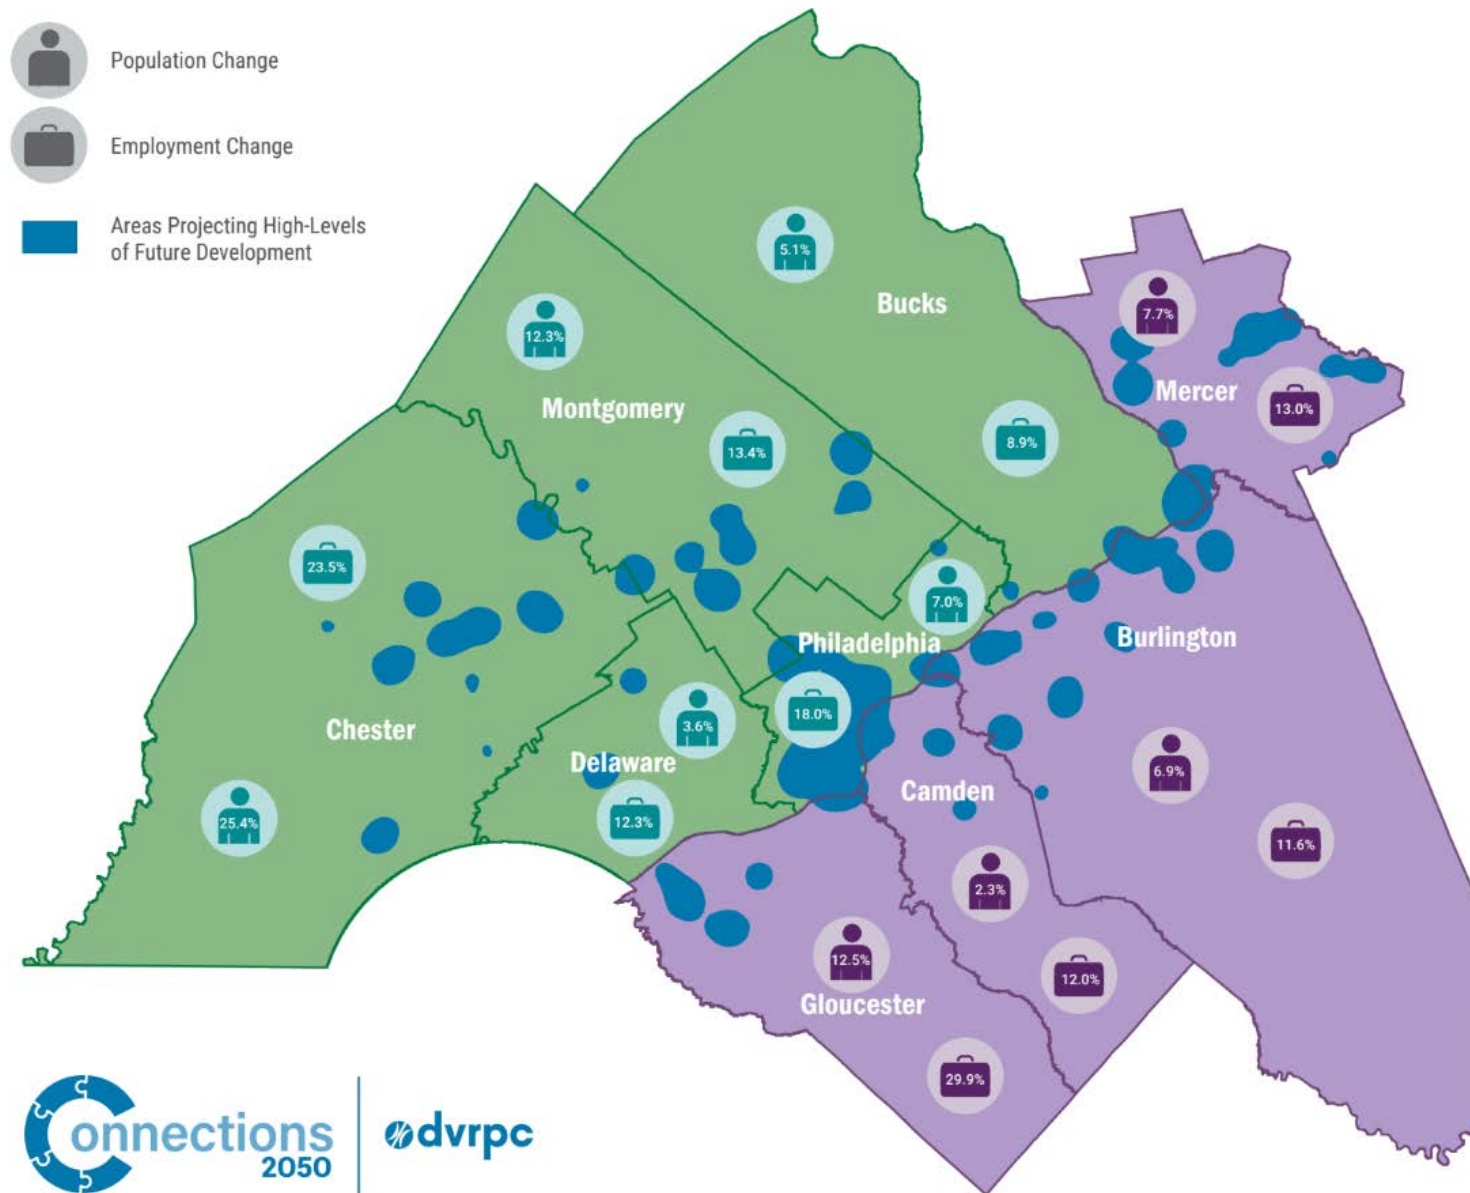 Population Change
Employment Change
Areas Projecting High-Levels
of Future Development
5.1%
Bucks
7.7%
12.3%
Mercer
Montgomery
13.0%
8.9%
13.4%
23.5%
7.0%
Philadelphia
Burlington
18.0%
3.6%
Chester
Delaware
6.9%
Camden
25.4%
12.3%
11.6%
2.3%
12.5%
12.0%
Gloucester
29.9%
Connections
2050
dvrpc